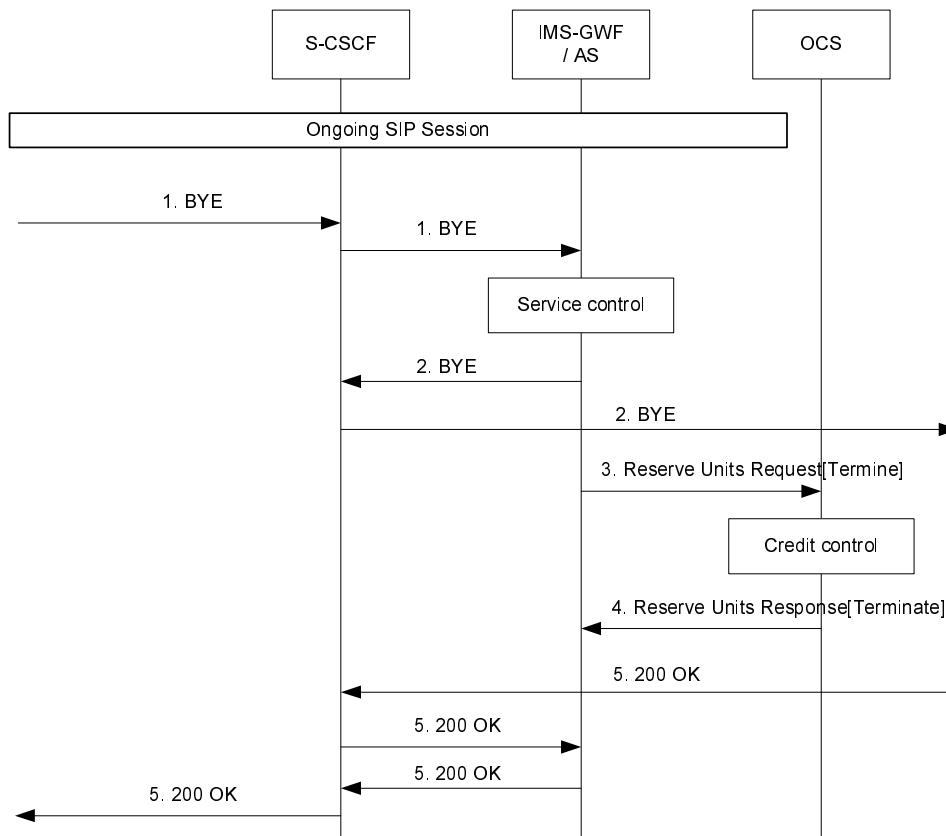 S-CSCF
IMS-GWF
/ AS
OCS
Ongoing SIP Session
1. BYE
1. BYE
Service control
2. BYE
2. BYE
3. Reserve Units Request[Termine]
Credit control
4. Reserve Units Response[Terminate]
5. 200 OK
5. 200 OK
5. 200 OK
5. 200 OK